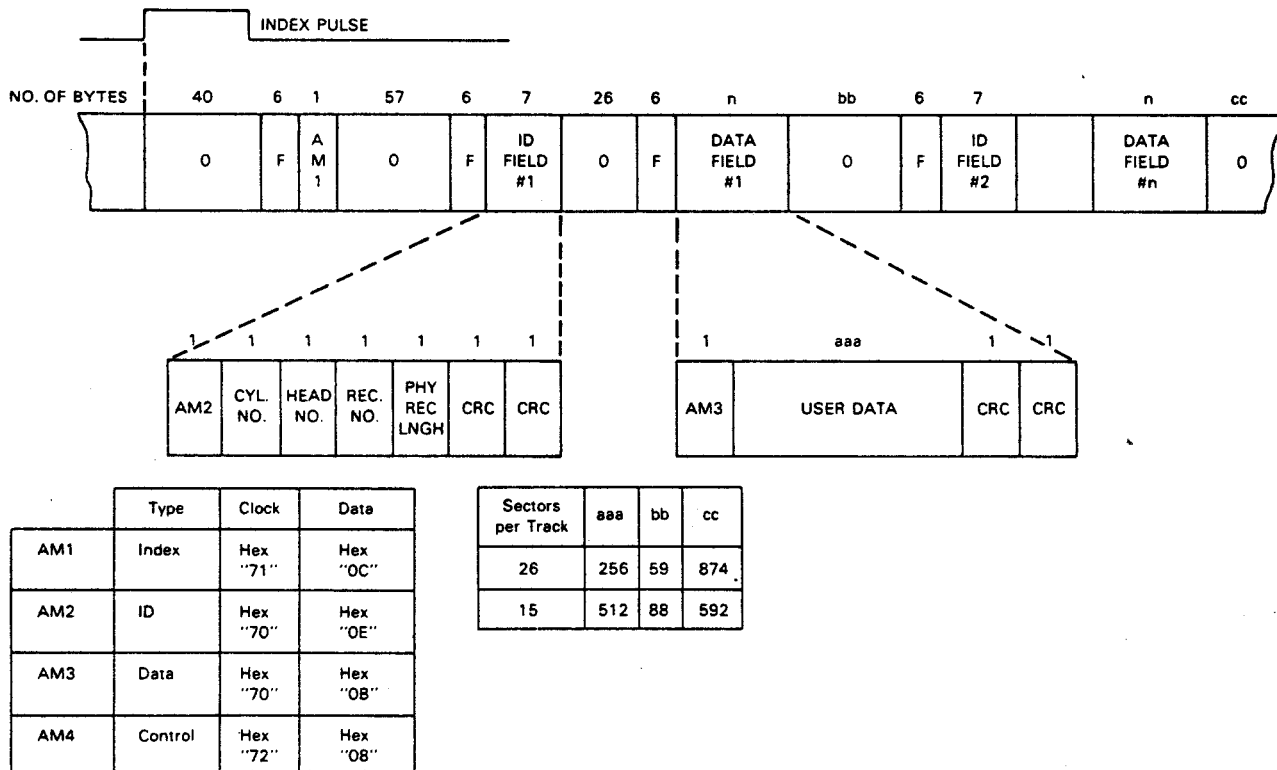 INDEX PULSE
NO. OF BYTES 40 6 1 57 6 7 26 6 n bb 6 7 n cc
0 F AM1 0 F ID FIELD #1 0 F DATA FIELD #1 0 F ID FIELD #2 DATA FIELD #n 0
1 1 1 1 1 1 1
AM2 CYL. NO. HEAD NO. REC. NO. PHY REC LNGH CRC CRC
1 aaa 1 1
AM3 USER DATA CRC CRC
Type Clock Data
AM1 Index Hex "71" Hex "0C"
AM2 ID Hex "70" Hex "0E"
AM3 Data Hex "70" Hex "0B"
AM4 Control Hex "72" Hex "08"
Sectors per Track aaa bb cc
26 256 59 874
15 512 88 592